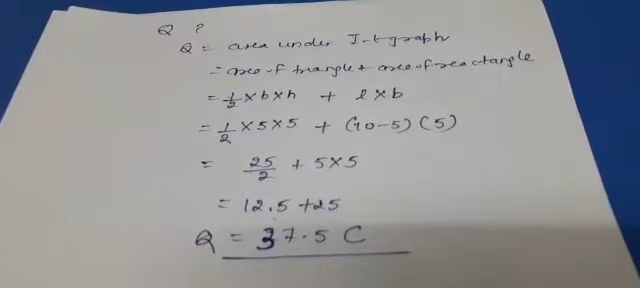 Q ?
Q = area under I-t graph
= area of triangle + area of reactangle
= 1/2 × b × h + l × b
= 1/2 × 5 × 5 + (10-5) (5)
= 25/2 + 5×5
= 12.5 + 25
Q = 37.5 C